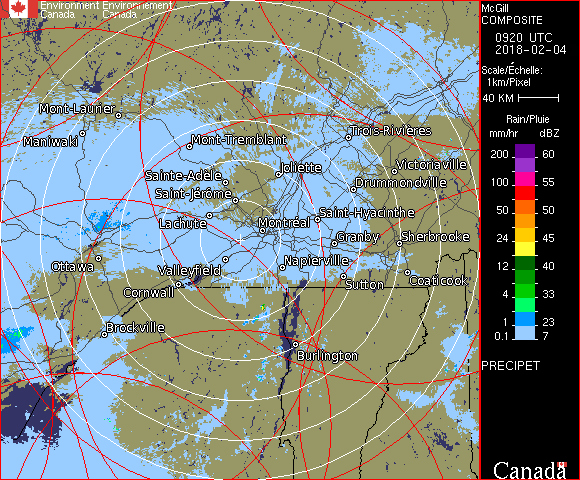 Environment Environnement
Canada Canada
McGill
COMPOSITE
0920 UTC
2018-02-04
Scale/Échelle:
1km/Pixel
40 KM
Rain/Pluie
mm/hr dBZ
200 60
100 55
50 50
24 45
12 40
4 33
1 23
0.1 7
PRECIPET
Canada
Mont-Laurier
Maniwaki
Mont-Tremblant
Trois-Rivières
Joliette
Victoriaville
Sainte-Adèle
Drummondville
Saint-Jérôme
Saint-Hyacinthe
Lachute
Montréal
Granby
Sherbrooke
Ottawa
Valleyfield
Napierville
Cornwall
Sutton
Coaticook
Brockville
Burlington